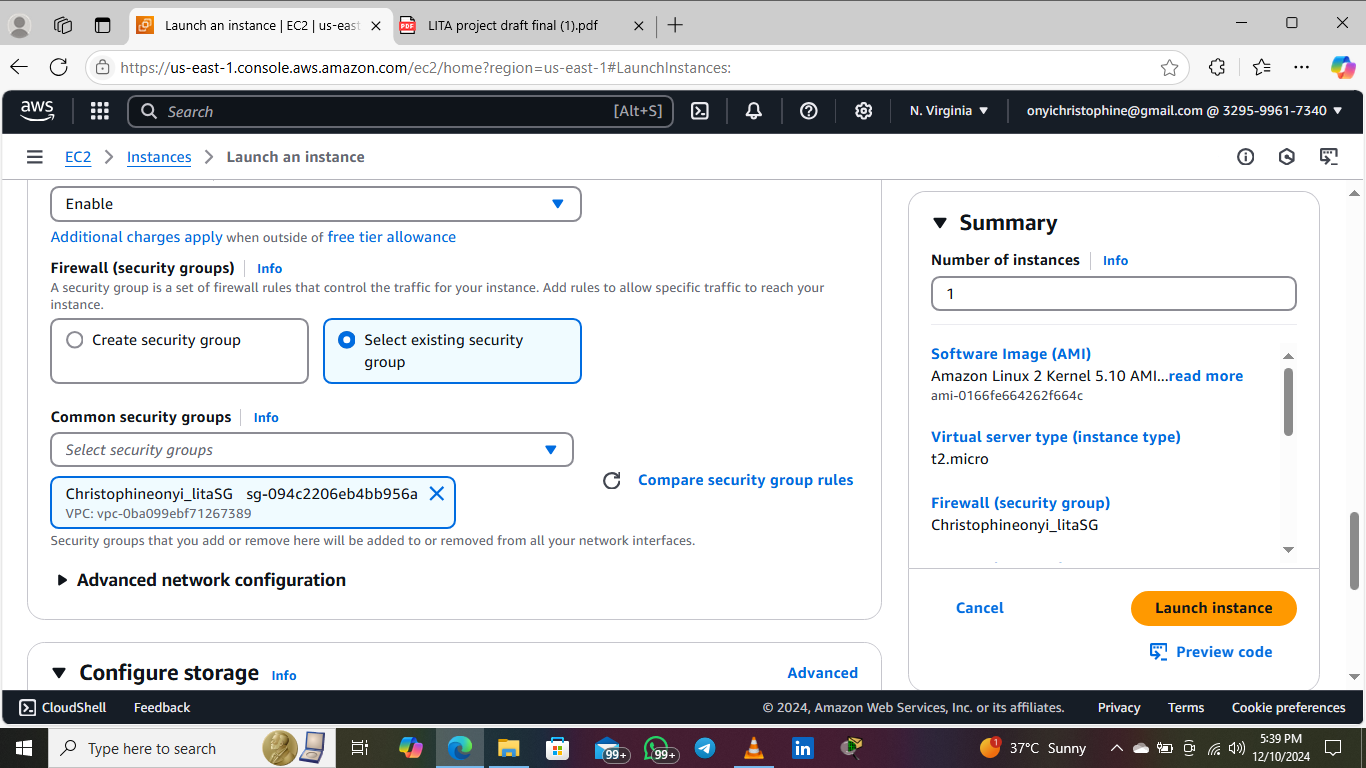 Launch an instance | EC2 | us-east
LITA project draft final (1).pdf
https://us-east-1.console.aws.amazon.com/ec2/home?region=us-east-1#LaunchInstances:
aws
Search
[Alt+S]
N. Virginia
onyichristophine@gmail.com @ 3295-9961-7340
EC2
Instances
Launch an instance
Enable
Additional charges apply when outside of free tier allowance
Firewall (security groups)
Info
A security group is a set of firewall rules that control the traffic for your instance. Add rules to allow specific traffic to reach your
instance.
Create security group
Select existing security
group
Common security groups
Info
Select security groups
Compare security group rules
Christophineonyi_litaSG sg-094c2206eb4bb956a
VPC: vpc-0ba099ebf71267389
Security groups that you add or remove here will be added to or removed from all your network interfaces.
Advanced network configuration
Configure storage
Info
Advanced
Summary
Number of instances
Info
1
Software Image (AMI)
Amazon Linux 2 Kernel 5.10 AMI...read more
ami-0166fe664262f664c
Virtual server type (instance type)
t2.micro
Firewall (security group)
Christophineonyi_litaSG
Cancel
Launch instance
Preview code
CloudShell
Feedback
© 2024, Amazon Web Services, Inc. or its affiliates.
Privacy
Terms
Cookie preferences
Type here to search
99+
99+
1
37°C Sunny
5:39 PM
12/10/2024